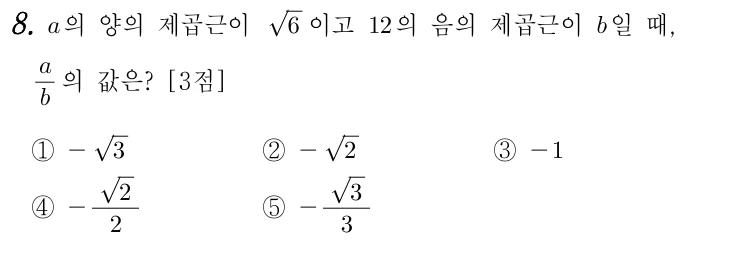 8. a의 양의 제곱근이 √6 이고 12의 음의 제곱근이 b일 때,
a/b 의 값은? [3점]
① -√3 ② -√2 ③ -1
④ -√2/2 ⑤ -√3/3